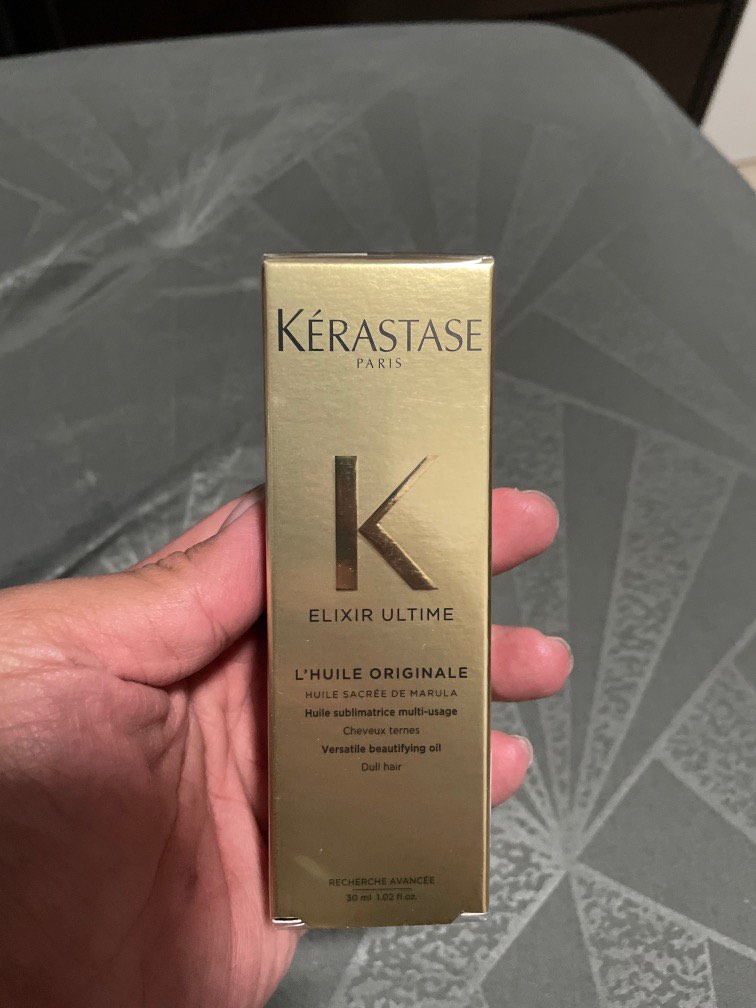 KÉRASTASE
PARIS
K
ELIXIR ULTIME
L'HUILE ORIGINALE
HUILE SACRÉE DE MARULA
Huile sublimatrice multi-usage
Cheveux ternes
Versatile beautifying oil
Dull hair
RECHERCHE AVANCÉE
30 ml 1.02 fl oz.